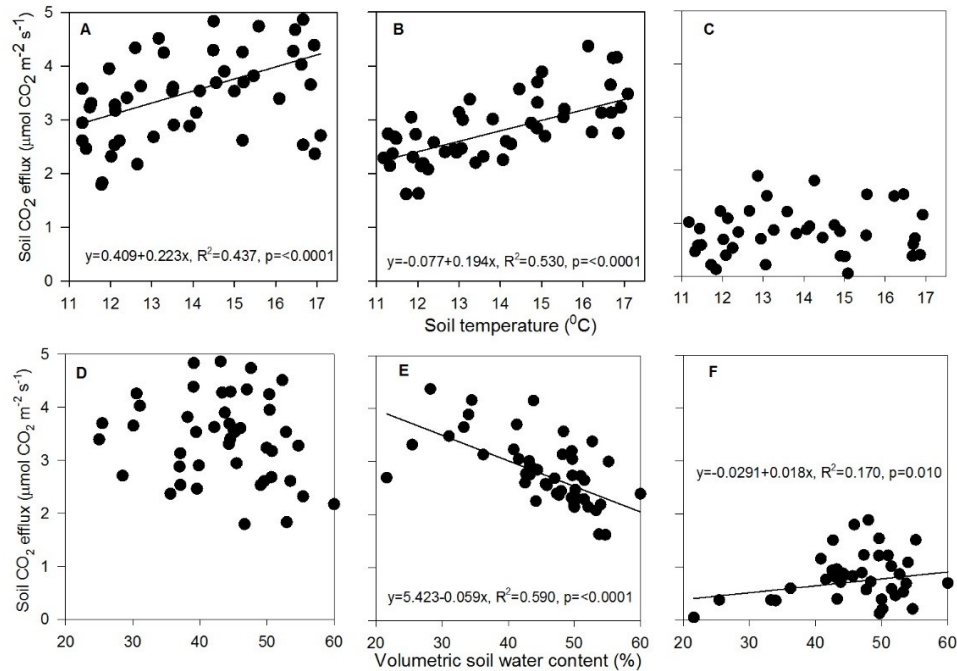 A
B
C
5
4
3
2
1
0
Soil CO2 efflux (μmol CO2 m-2 s-1)
y=0.409+0.223x, R2=0.437, p=<0.0001
y=-0.077+0.194x, R2=0.530, p=<0.0001
11 12 13 14 15 16 17
11 12 13 14 15 16 17
11 12 13 14 15 16 17
Soil temperature (0C)
D
E
F
5
4
3
2
1
0
Soil CO2 efflux (μmol CO2 m-2 s-1)
y=-0.0291+0.018x, R2=0.170, p=0.010
y=5.423-0.059x, R2=0.590, p=<0.0001
20 30 40 50 60
20 30 40 50 60
20 30 40 50 60
Volumetric soil water content (%)